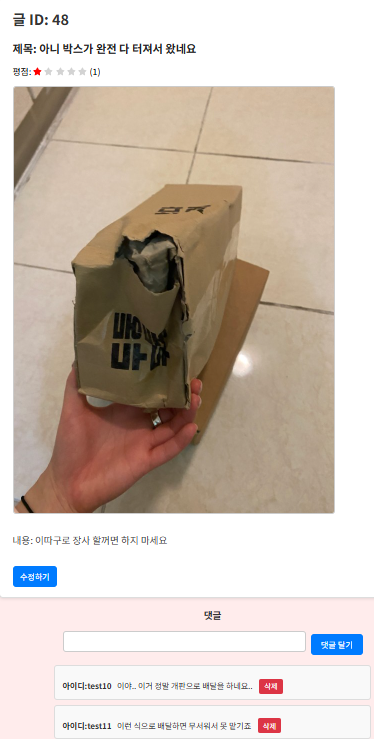 글 ID: 48
제목: 아니 박스가 완전 다 터져서 왔네요
평점: ★★★★★ (1)
내용: 이따구로 장사 할꺼면 하지 마세요
수정하기
댓글
댓글 달기
아이디:test10 이야.. 이거 정말 개판으로 배달을 하네요.. 삭제
아이디:test11 이런 식으로 배달하면 무서워서 못 맡기죠 삭제